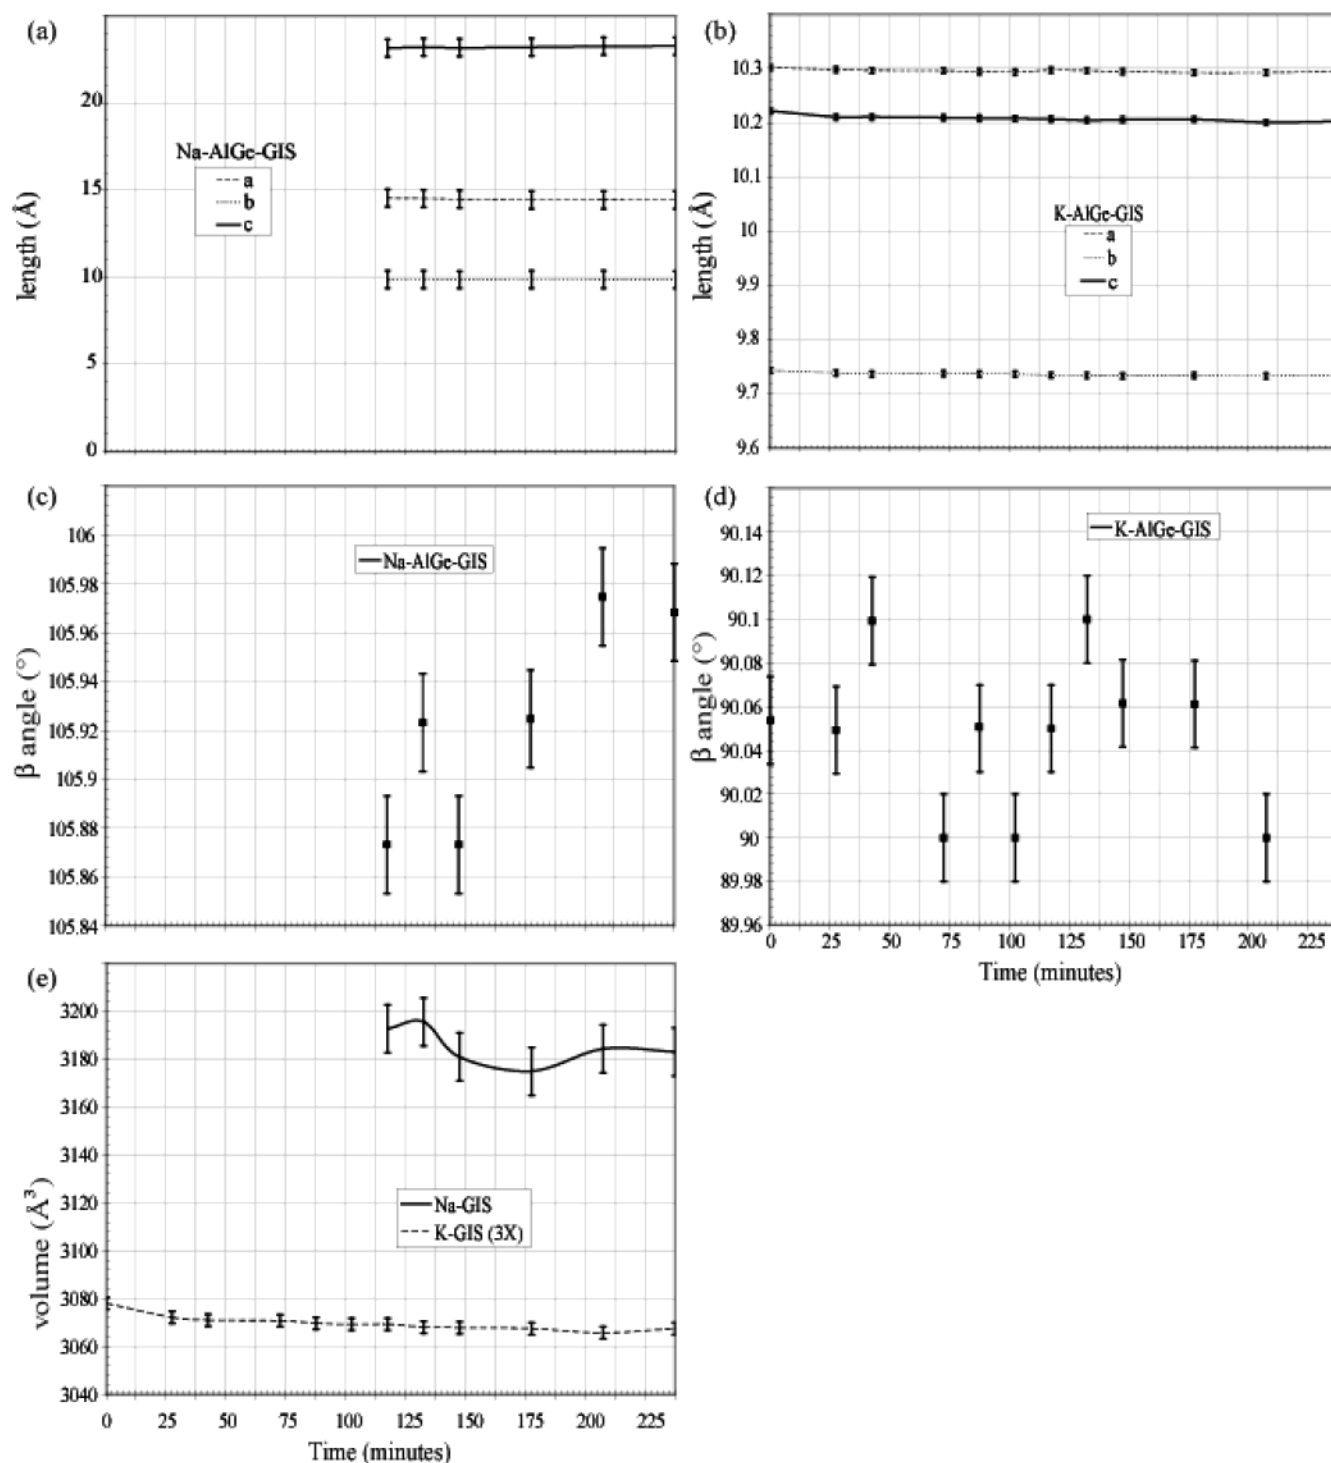 (a)
20
15
10
5
0
length (Å)
Na-AlGe-GIS
a
b
c
(b)
10.3
10.2
10.1
10
9.9
9.8
9.7
9.6
length (Å)
K-AlGe-GIS
a
b
c
(c)
106
105.98
105.96
105.94
105.92
105.9
105.88
105.86
105.84
β angle (°)
Na-AlGe-GIS
(d)
90.14
90.12
90.1
90.08
90.06
90.04
90.02
90
89.98
89.96
β angle (°)
K-AlGe-GIS
0 25 50 75 100 125 150 175 200 225
Time (minutes)
(e)
3200
3180
3160
3140
3120
3100
3080
3060
3040
volume (Å³)
Na-GIS
K-GIS (3X)
0 25 50 75 100 125 150 175 200 225
Time (minutes)